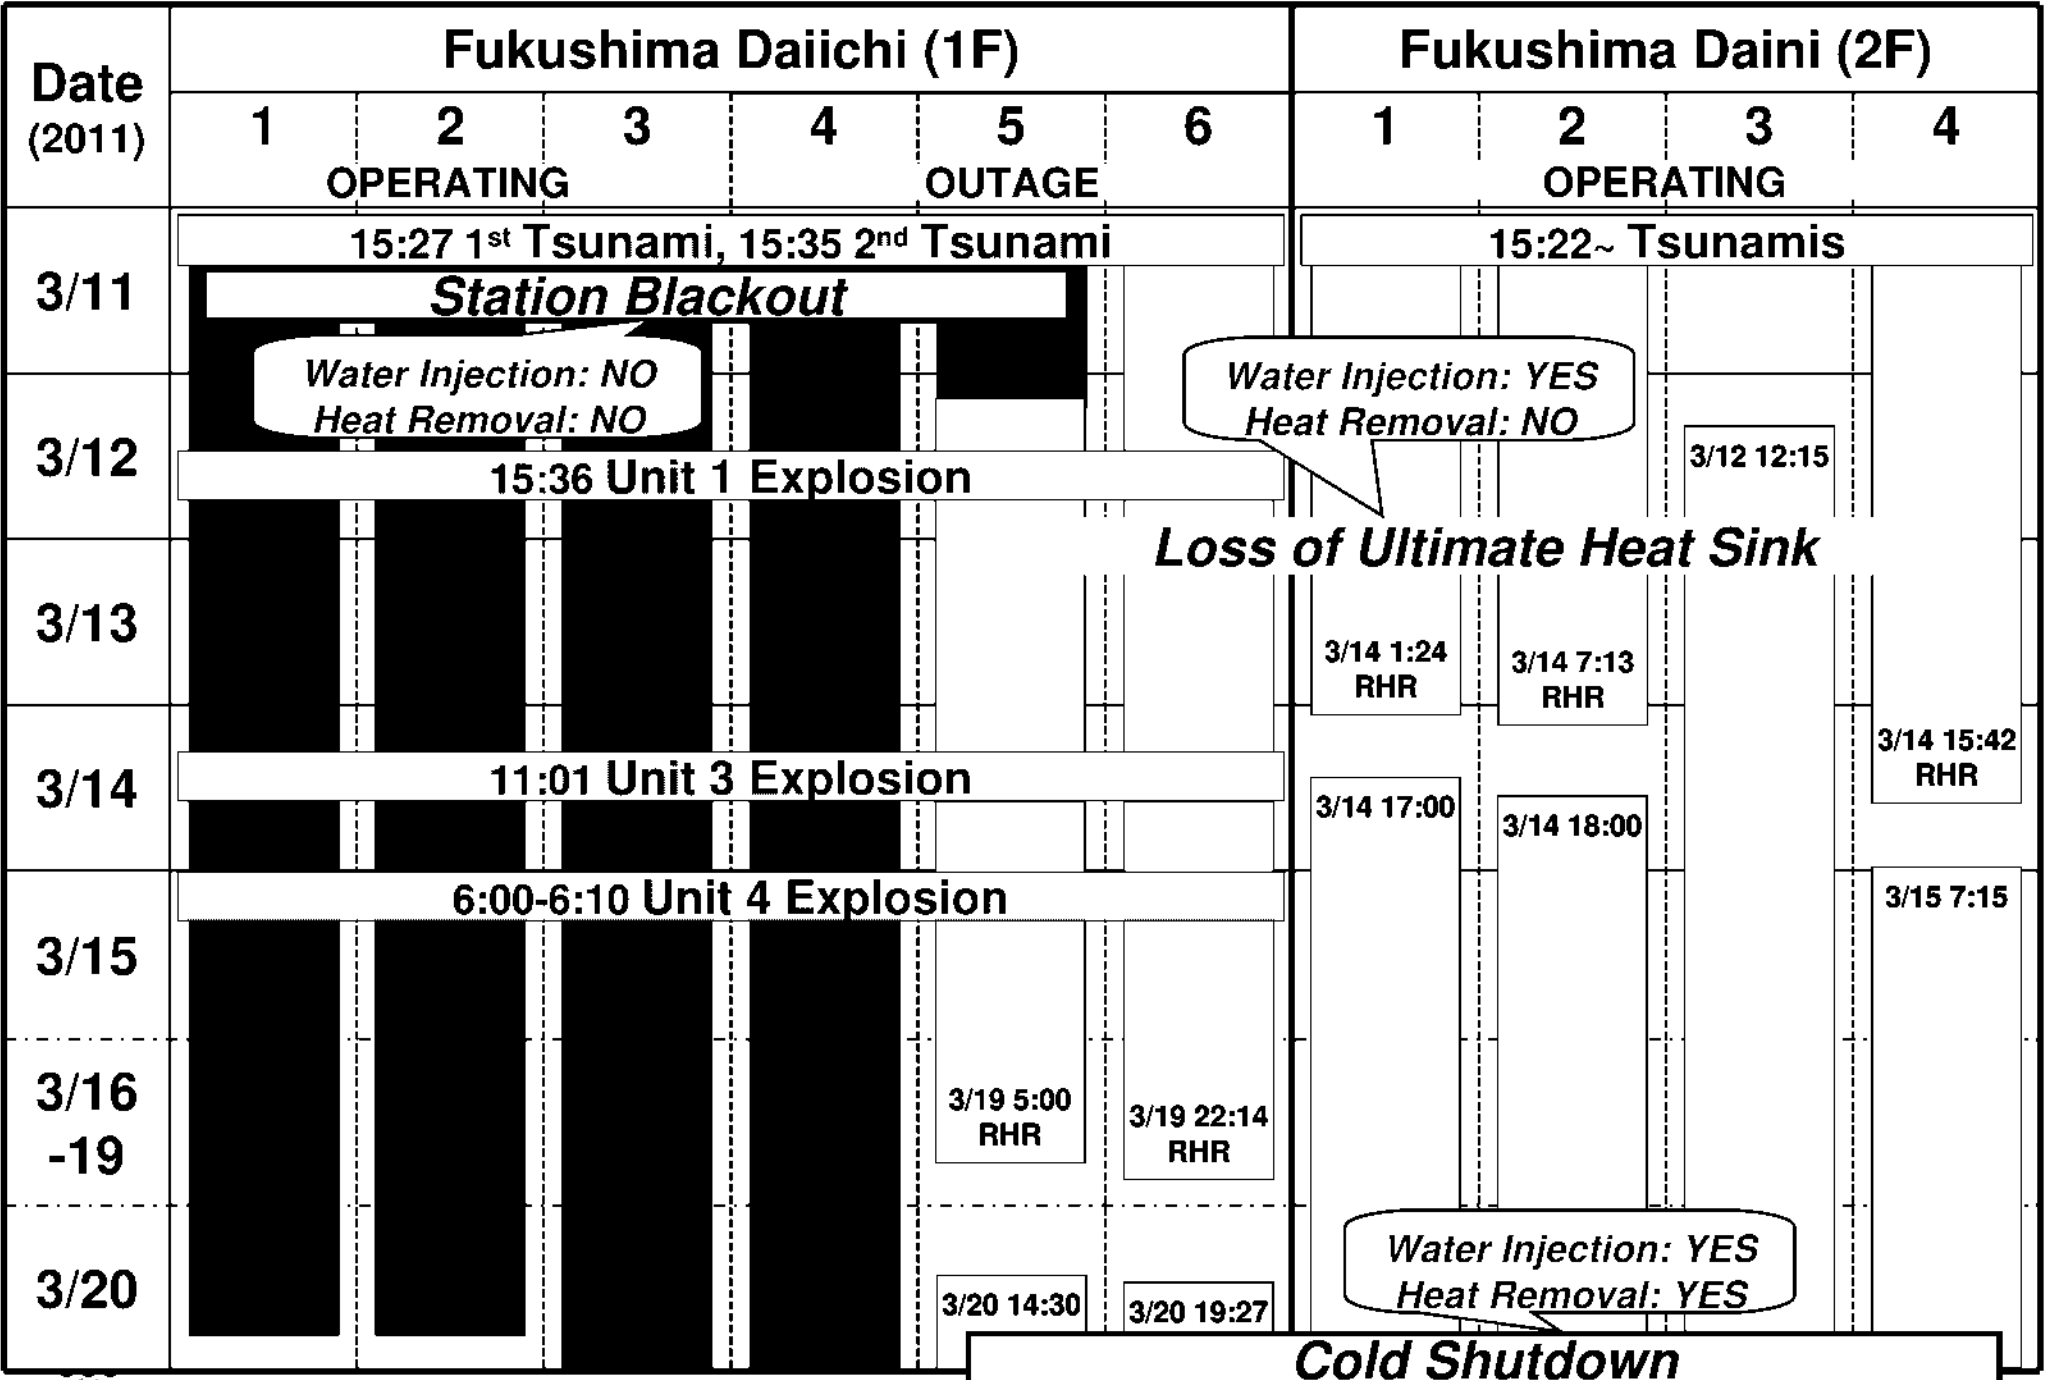 Date
(2011)
Fukushima Daiichi (1F)
Fukushima Daini (2F)
1 2 3 4 5 6 1 2 3 4
OPERATING OUTAGE OPERATING
3/11
15:27 1st Tsunami, 15:35 2nd Tsunami
15:22~ Tsunamis
Station Blackout
Water Injection: NO
Heat Removal: NO
Water Injection: YES
Heat Removal: NO
3/12
3/12 12:15
15:36 Unit 1 Explosion
Loss of Ultimate Heat Sink
3/13
3/14 1:24
RHR
3/14 7:13
RHR
3/14
11:01 Unit 3 Explosion
3/14 15:42
RHR
3/14 17:00
3/14 18:00
6:00-6:10 Unit 4 Explosion
3/15 7:15
3/15
3/16
-19
3/19 5:00
RHR
3/19 22:14
RHR
3/20
3/20 14:30
3/20 19:27
Water Injection: YES
Heat Removal: YES
Cold Shutdown